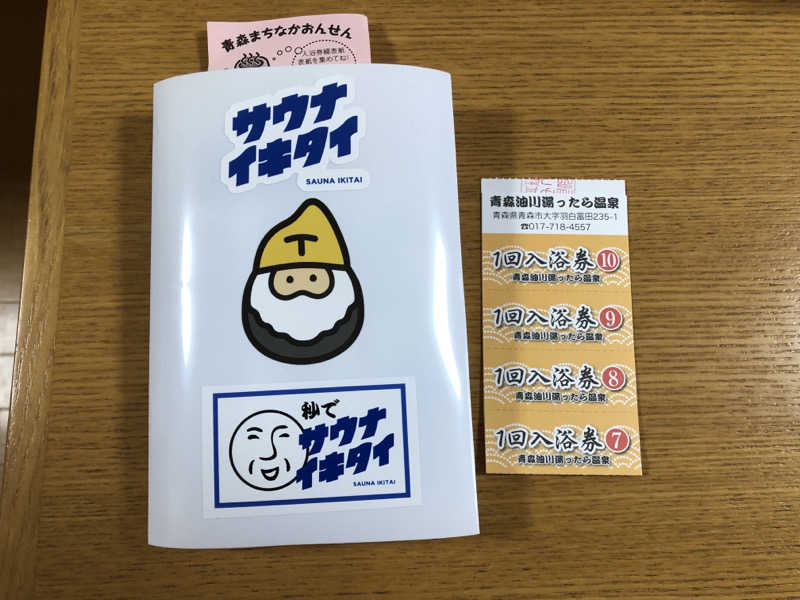 青森まちなかおんせん
入浴券綴表紙
表紙を集めてね!
サウナ
イキタイ
SAUNA IKITAI
T
秒で
サウナ
イキタイ
SAUNA IKITAI
青森油川湯ったら温泉
青森県青森市大字羽白富田235-1
☎017-718-4557
1回入浴券10
青森油川湯ったら温泉
1回入浴券9
青森油川湯ったら温泉
1回入浴券8
青森油川湯ったら温泉
1回入浴券7
青森油川湯ったら温泉